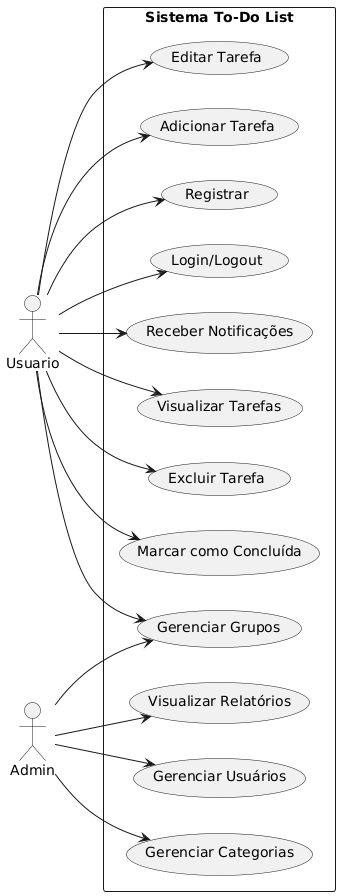 Sistema To-Do List
Editar Tarefa
Adicionar Tarefa
Registrar
Login/Logout
Receber Notificações
Usuario
Visualizar Tarefas
Excluir Tarefa
Marcar como Concluída
Gerenciar Grupos
Visualizar Relatórios
Admin
Gerenciar Usuários
Gerenciar Categorias